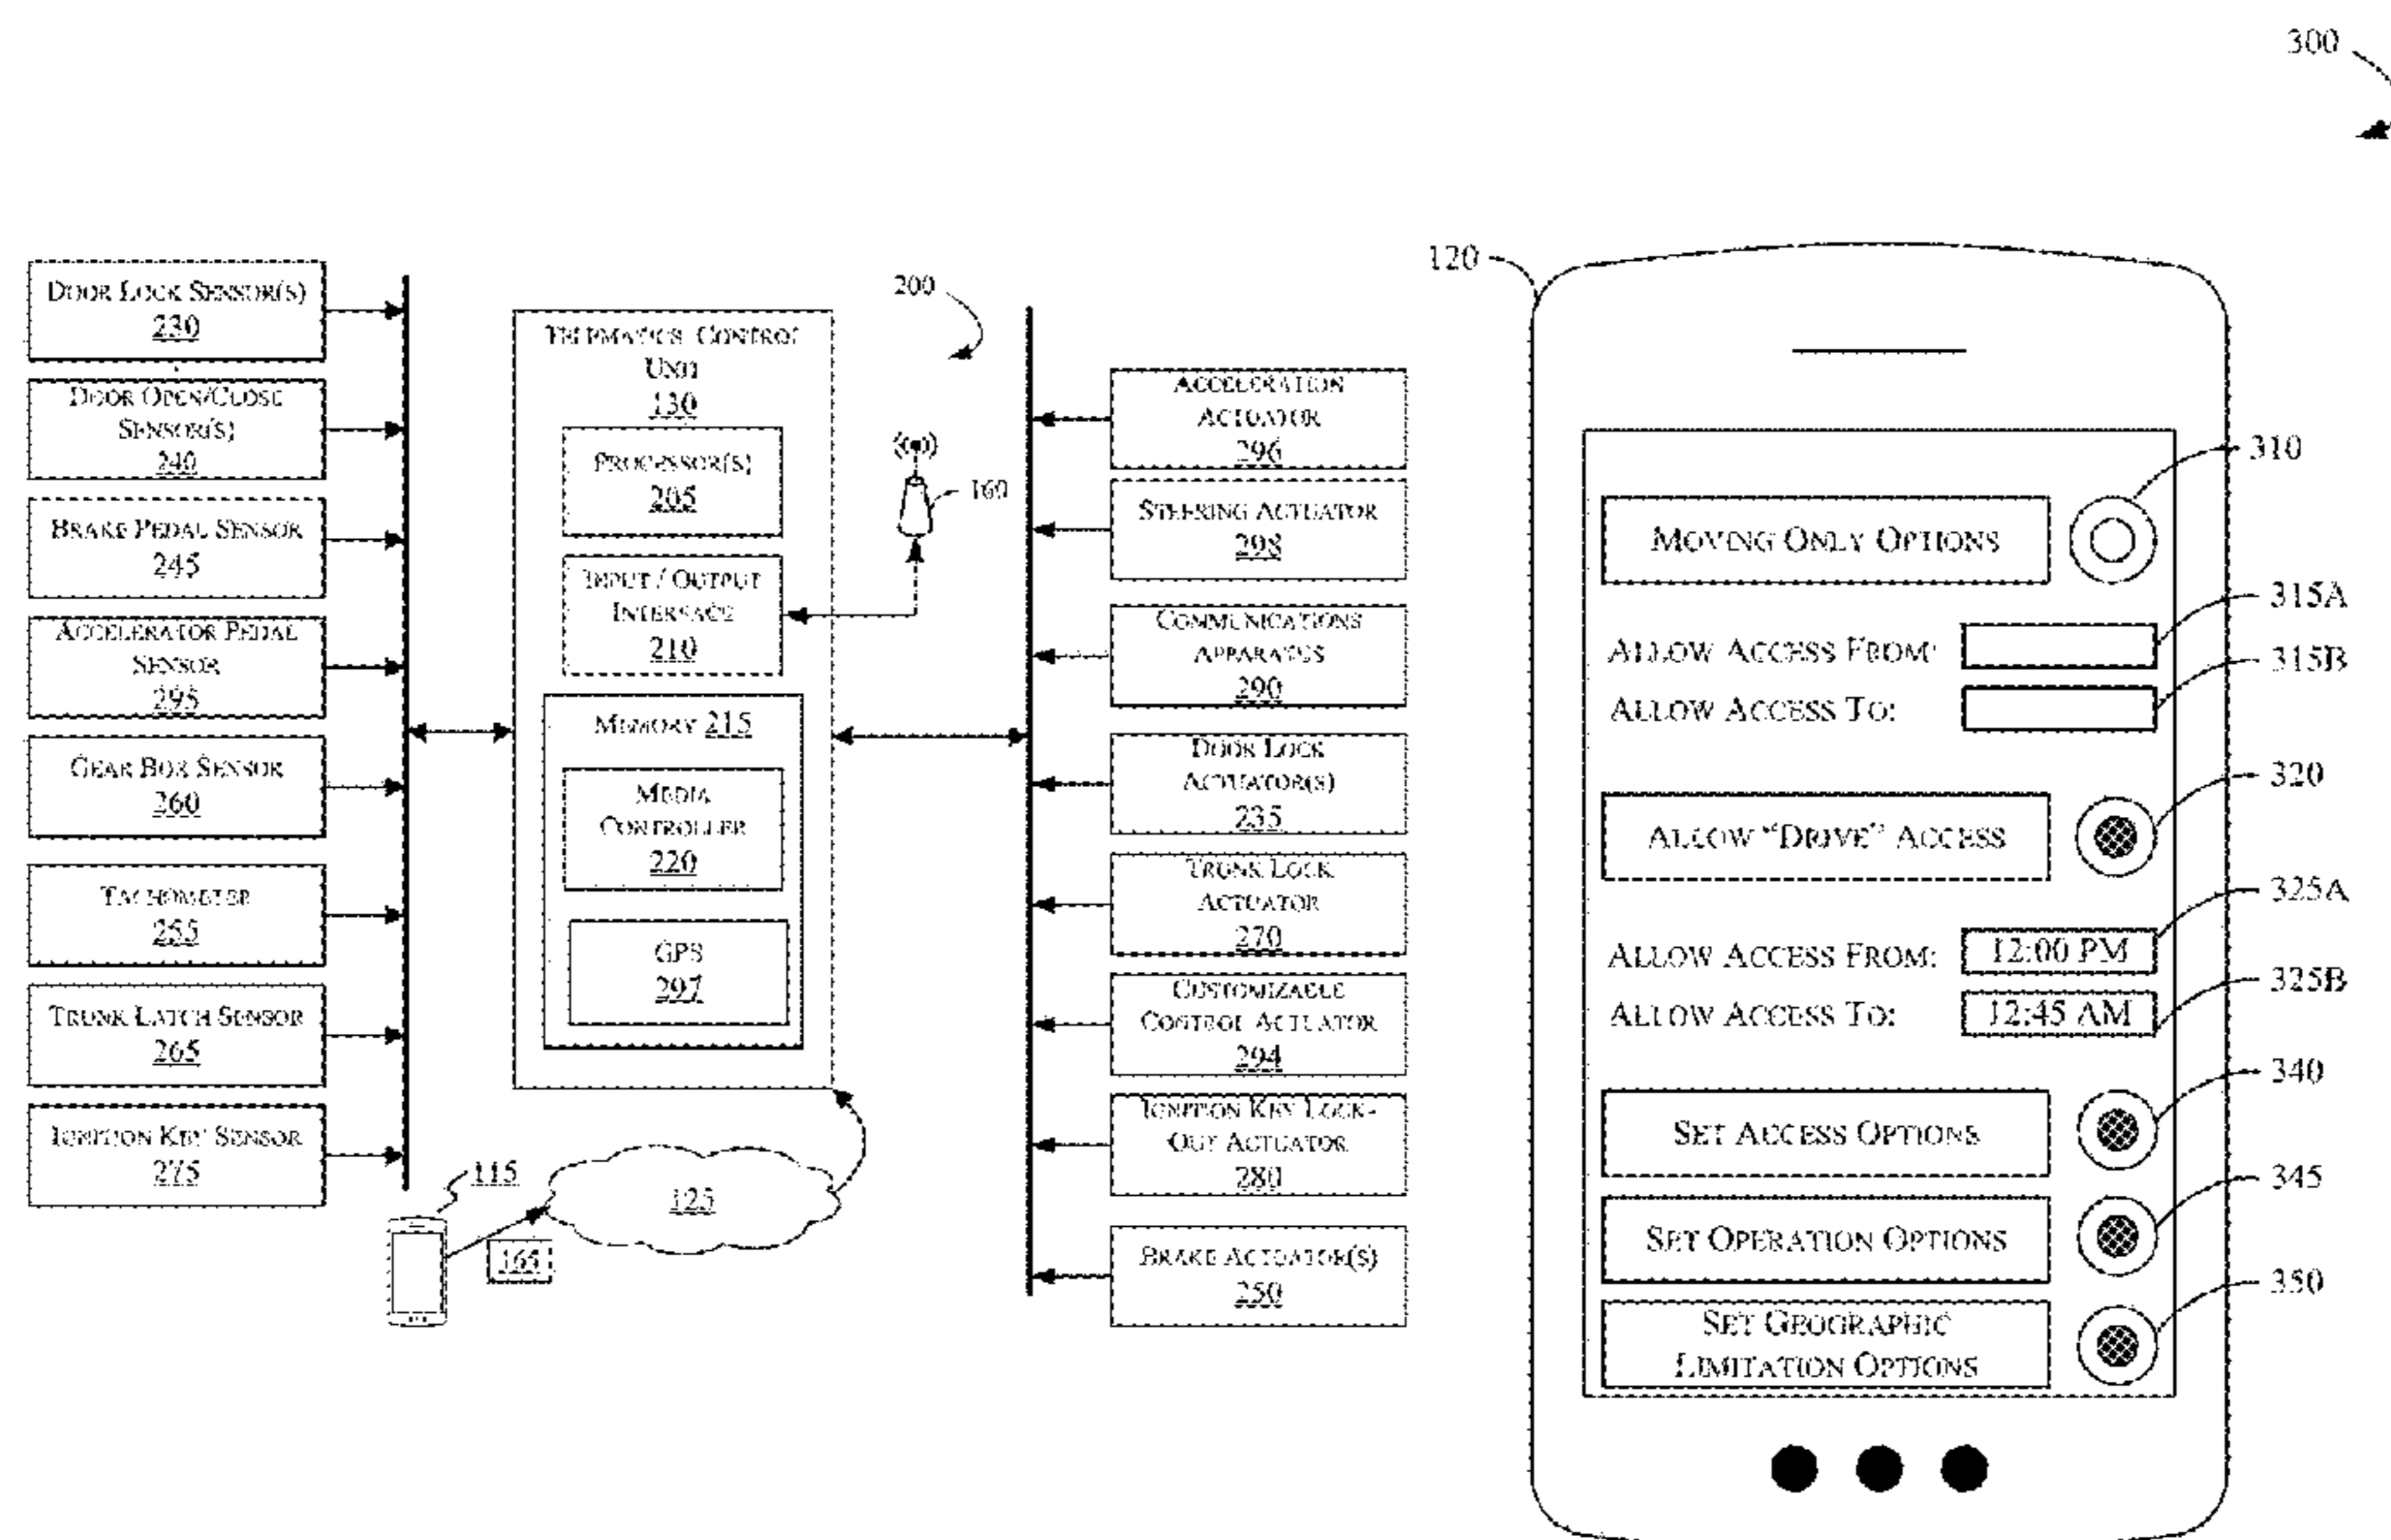 300
DOOR LOCK SENSOR(S)
230
DOOR OPEN/CLOSE
SENSOR(S)
240
BRAKE PEDAL SENSOR
245
ACCELERATOR PEDAL
SENSOR
295
GEAR BOX SENSOR
260
TACHOMETER
255
TRUNK LATCH SENSOR
265
IGNITION KEY SENSOR
275
TELEMATICS CONTROL
UNIT
130
PROCESSOR(S)
205
INPUT / OUTPUT
INTERFACE
210
MEMORY 215
MEDIA
CONTROLLER
220
GPS
297
115
165
125
200
160
ACCELERATION
ACTUATOR
296
STEERING ACTUATOR
298
COMMUNICATIONS
APPARATUS
290
DOOR LOCK
ACTUATOR(S)
235
TRUNK LOCK
ACTUATOR
270
CUSTOMIZABLE
CONTROL ACTUATOR
294
IGNITION KEY LOCK-
OUT ACTUATOR
280
BRAKE ACTUATOR(S)
250
120
MOVING ONLY OPTIONS
310
ALLOW ACCESS FROM:
315A
ALLOW ACCESS TO:
315B
ALLOW “DRIVE” ACCESS
320
ALLOW ACCESS FROM: 12:00 PM
325A
ALLOW ACCESS TO: 12:45 AM
325B
SET ACCESS OPTIONS
340
SET OPERATION OPTIONS
345
SET GEOGRAPHIC
LIMITATION OPTIONS
350